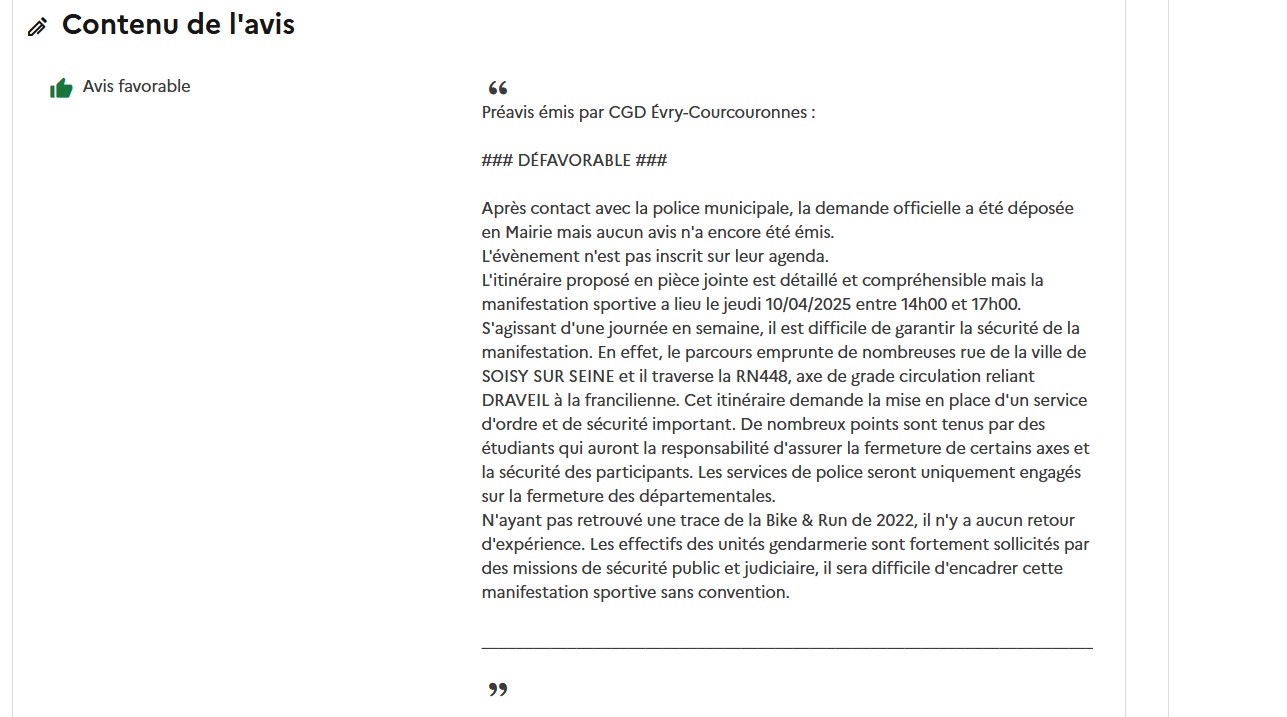 Contenu de l'avis
Avis favorable
“
Préavis émis par CGD Évry-Courcouronnes :
### DÉFAVORABLE ###
Après contact avec la police municipale, la demande officielle a été déposée
en Mairie mais aucun avis n'a encore été émis.
L'évènement n'est pas inscrit sur leur agenda.
L'itinéraire proposé en pièce jointe est détaillé et compréhensible mais la
manifestation sportive a lieu le jeudi 10/04/2025 entre 14h00 et 17h00.
S'agissant d'une journée en semaine, il est difficile de garantir la sécurité de la
manifestation. En effet, le parcours emprunte de nombreuses rue de la ville de
SOISY SUR SEINE et il traverse la RN448, axe de grade circulation reliant
DRAVEIL à la francilienne. Cet itinéraire demande la mise en place d'un service
d'ordre et de sécurité important. De nombreux points sont tenus par des
étudiants qui auront la responsabilité d'assurer la fermeture de certains axes et
la sécurité des participants. Les services de police seront uniquement engagés
sur la fermeture des départementales.
N'ayant pas retrouvé une trace de la Bike & Run de 2022, il n'y a aucun retour
d'expérience. Les effectifs des unités gendarmerie sont fortement sollicités par
des missions de sécurité public et judiciaire, il sera difficile d'encadrer cette
manifestation sportive sans convention.
”